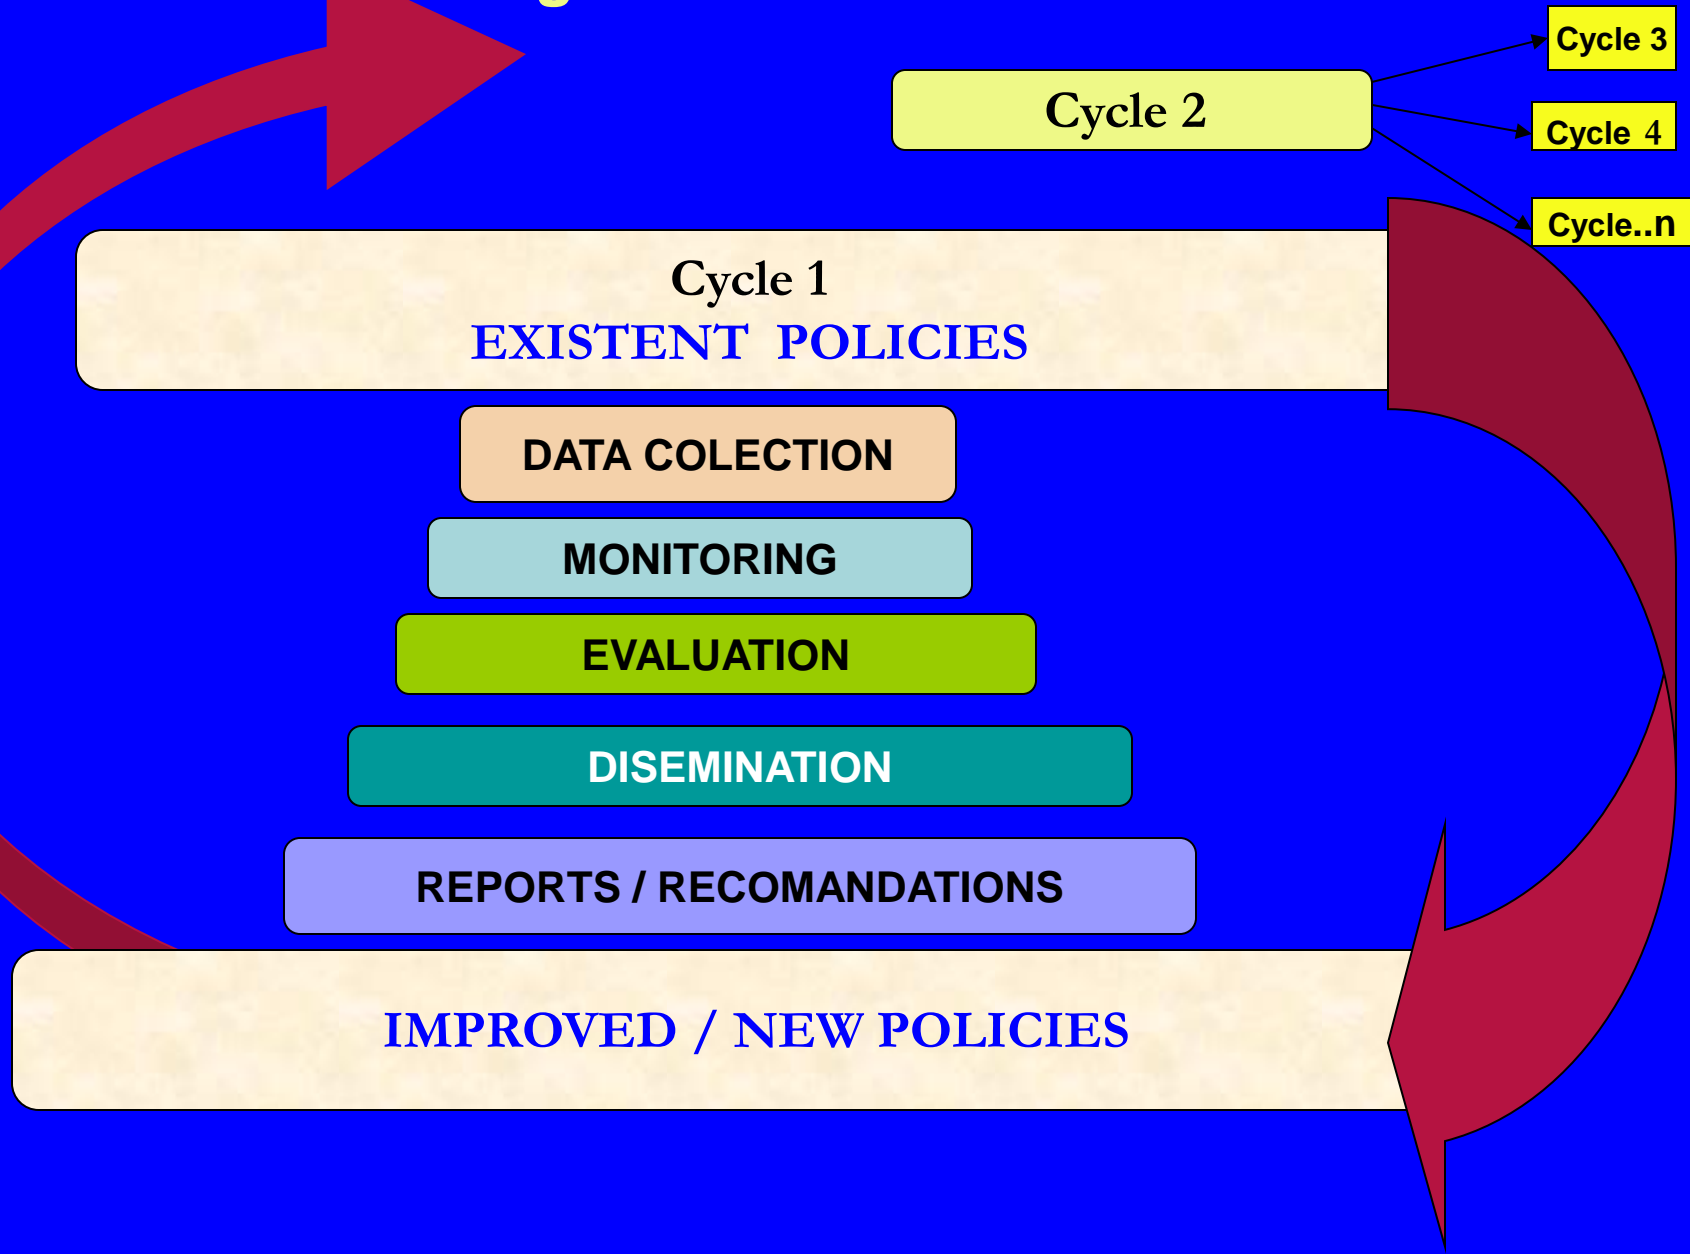 Cycle 3
Cycle 2
Cycle 4
Cycle..n
Cycle 1
EXISTENT POLICIES
DATA COLECTION
MONITORING
EVALUATION
DISEMINATION
REPORTS / RECOMANDATIONS
IMPROVED / NEW POLICIES